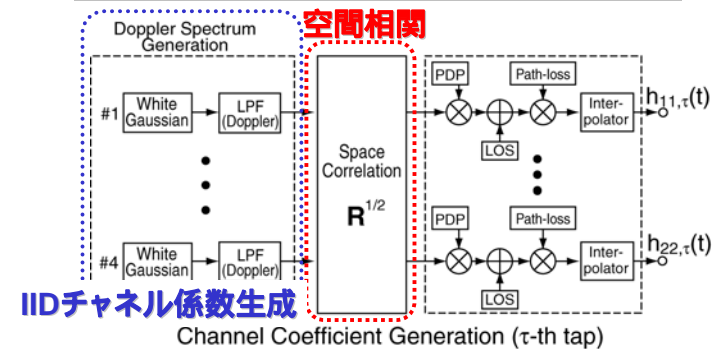 Doppler Spectrum
Generation
空間相関
#1
White
Gaussian
LPF
(Doppler)
Space
Correlation
R^1/2
PDP
Path-loss
LOS
Inter-
polator
h11,τ(t)
#4
White
Gaussian
LPF
(Doppler)
PDP
Path-loss
LOS
Inter-
polator
h22,τ(t)
IIDチャネル係数生成
Channel Coefficient Generation (τ-th tap)